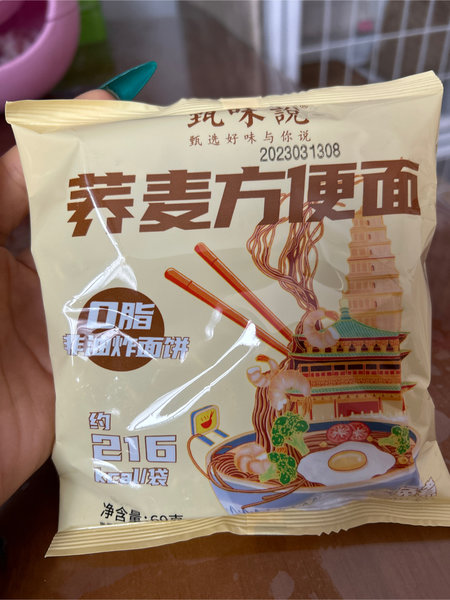 甄味說
甄选好味与你说
2023031308
荞麦方便面
0脂
非油炸面饼
约
216
Kcal/袋
净含量:60克